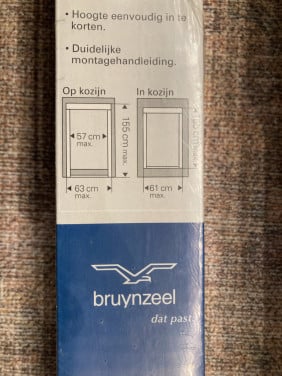 • Hoogte eenvoudig in te
korten.
• Duidelijke
montagehandleiding.
Op kozijn
In kozijn
57 cm
max.
155 cm max.
63 cm
max.
61 cm
max.
bruynzeel
dat past.